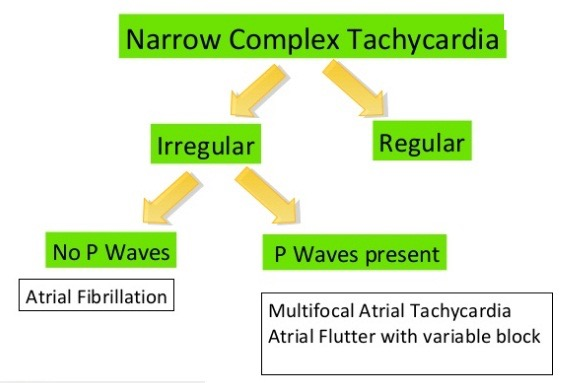 Narrow Complex Tachycardia
Irregular
Regular
No P Waves
P Waves present
Atrial Fibrillation
Multifocal Atrial Tachycardia
Atrial Flutter with variable block